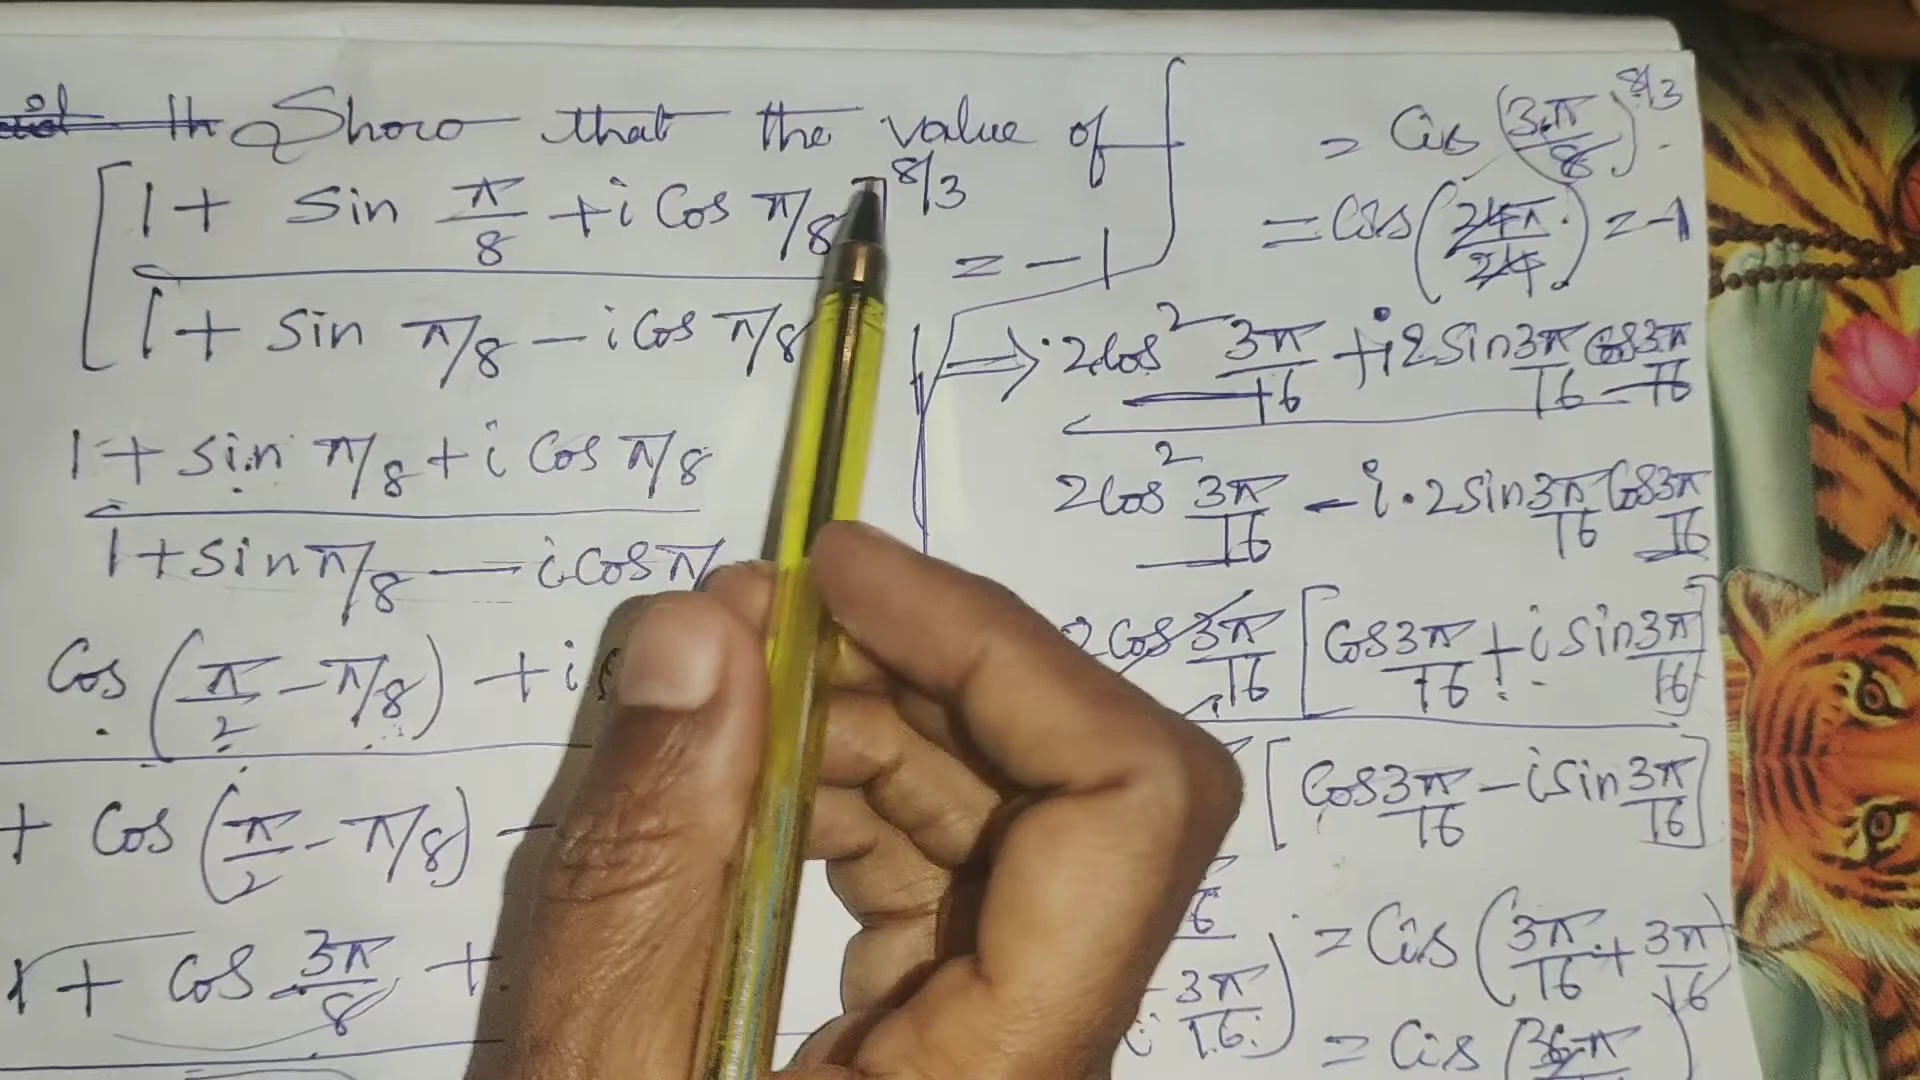 Show that the value of
[1 + sin π/8 + i cos π/8 ]^8/3
1 + sin π/8 - i cos π/8
= -1
1 + sin π/8 + i cos π/8
1 + sin π/8 - i cos π
cos (π/2 - π/8) + i
+ cos (π/2 - π/8) -
1 + cos 3π/8 +
= cis (3π/8)^8/3
= cis (24π/24) = -1
⇒ 2cos² 3π/16 + i 2 sin 3π/16 cos 3π/16
2cos² 3π/16 - i·2 sin 3π/16 cos 3π/16
2 cos 3π/16 [cos 3π/16 + i sin 3π/16]
[cos 3π/16 - i sin 3π/16]
- 3π/16) = cis (3π/16 + 3π/16)
= cis (